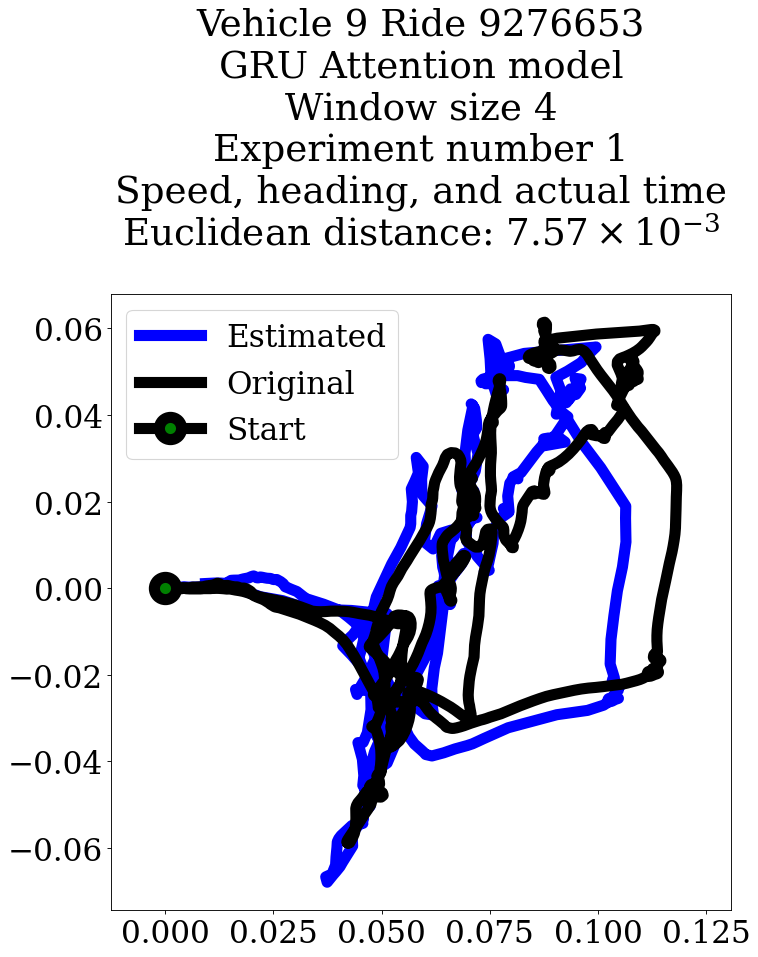 Vehicle 9 Ride 9276653
GRU Attention model
Window size 4
Experiment number 1
Speed, heading, and actual time
Euclidean distance: 7.57 × 10⁻³
Estimated
Original
Start
0.06
0.04
0.02
0.00
−0.02
−0.04
−0.06
0.000 0.025 0.050 0.075 0.100 0.125